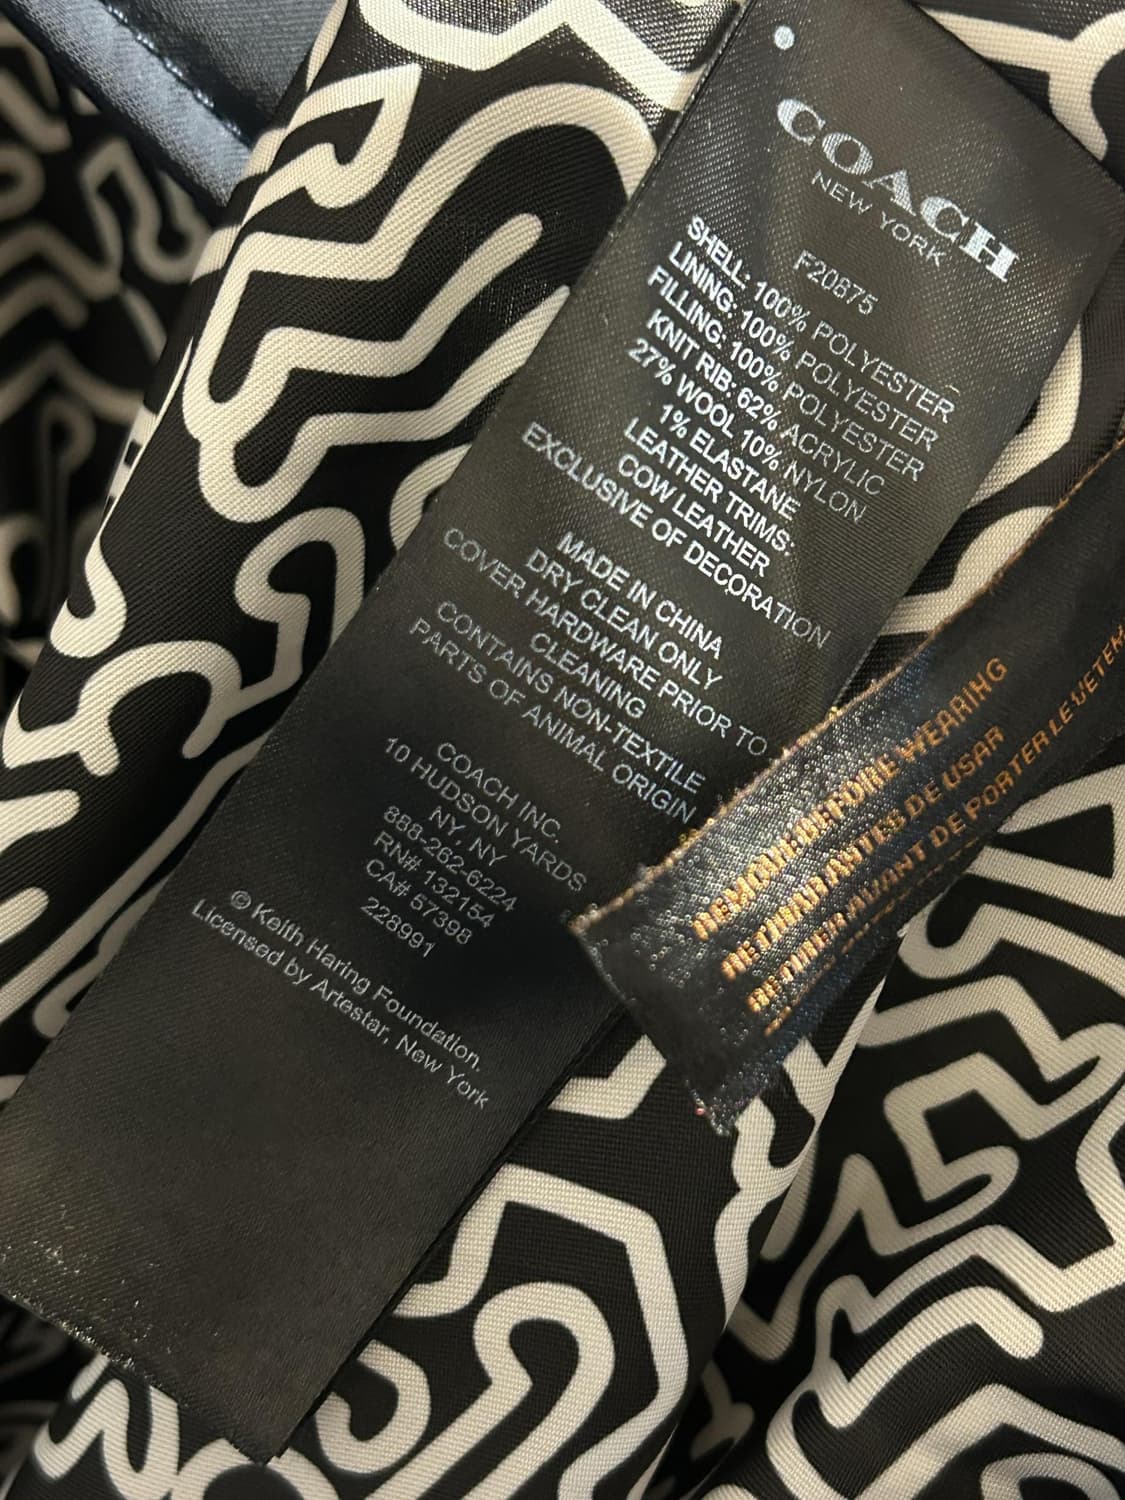 COACH
NEW YORK
F20875
SHELL: 100% POLYESTER
LINING: 100% POLYESTER
FILLING: 100% POLYESTER
KNIT RIB: 62% ACRYLIC
27% WOOL 10% NYLON
1% ELASTANE
LEATHER TRIMS:
COW LEATHER
EXCLUSIVE OF DECORATION
MADE IN CHINA
DRY CLEAN ONLY
COVER HARDWARE PRIOR TO
CLEANING
CONTAINS NON-TEXTILE
PARTS OF ANIMAL ORIGIN
COACH INC.
10 HUDSON YARDS
NY, NY
888-262-6224
RN# 132154
CA# 57398
228991
© Keith Haring Foundation.
Licensed by Artestar, New York
REMOVE BEFORE WEARING
RETIRAR ANTES DE USAR
RETIRER AVANT DE PORTER LE